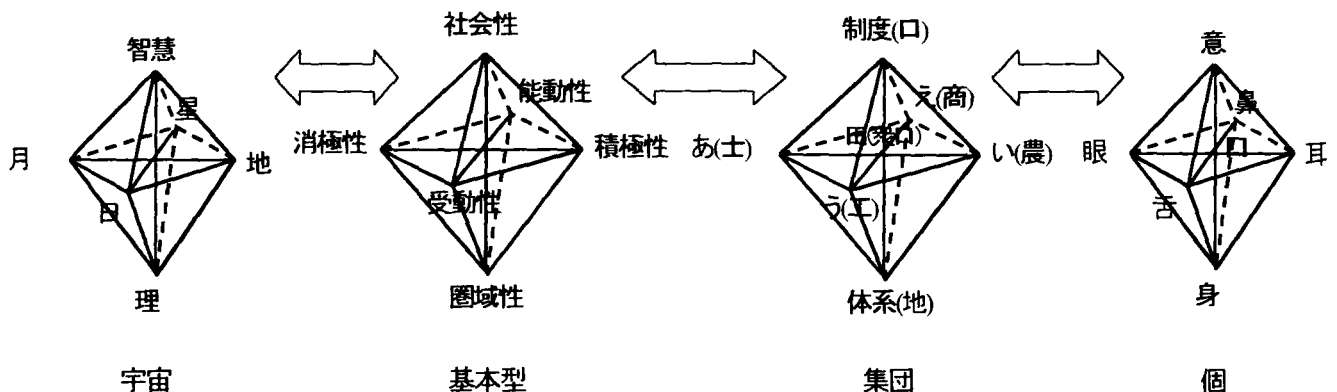 智慧
星
月
地
日
理
宇宙
社会性
能動性
消極性
積極性
受動性
圏域性
基本型
制度(口)
え(商)
あ(士)
い(農)
う(工)
体系(地)
集団
意
鼻
眼
口
耳
舌
身
個